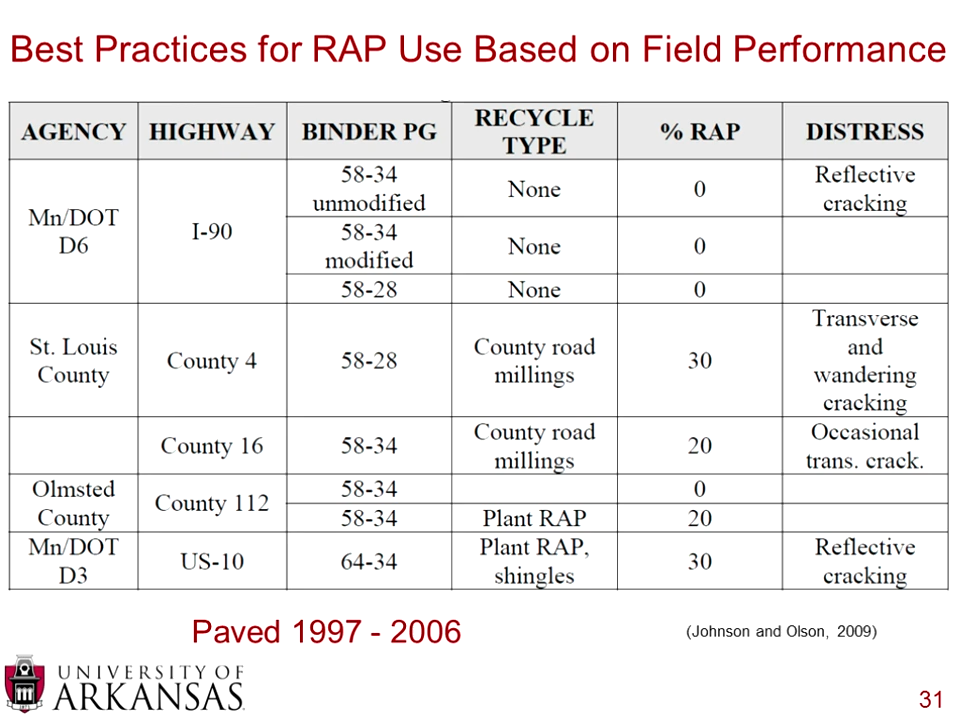 Best Practices for RAP Use Based on Field Performance
AGENCY HIGHWAY BINDER PG RECYCLE TYPE % RAP DISTRESS
Mn/DOT D6 I-90 58-34 unmodified None 0 Reflective cracking
58-34 modified None 0
58-28 None 0
St. Louis County County 4 58-28 County road millings 30 Transverse and wandering cracking
County 16 58-34 County road millings 20 Occasional trans. crack.
Olmsted County County 112 58-34 0
58-34 Plant RAP 20
Mn/DOT D3 US-10 64-34 Plant RAP, shingles 30 Reflective cracking
Paved 1997 - 2006
(Johnson and Olson, 2009)
UNIVERSITY OF
ARKANSAS
31